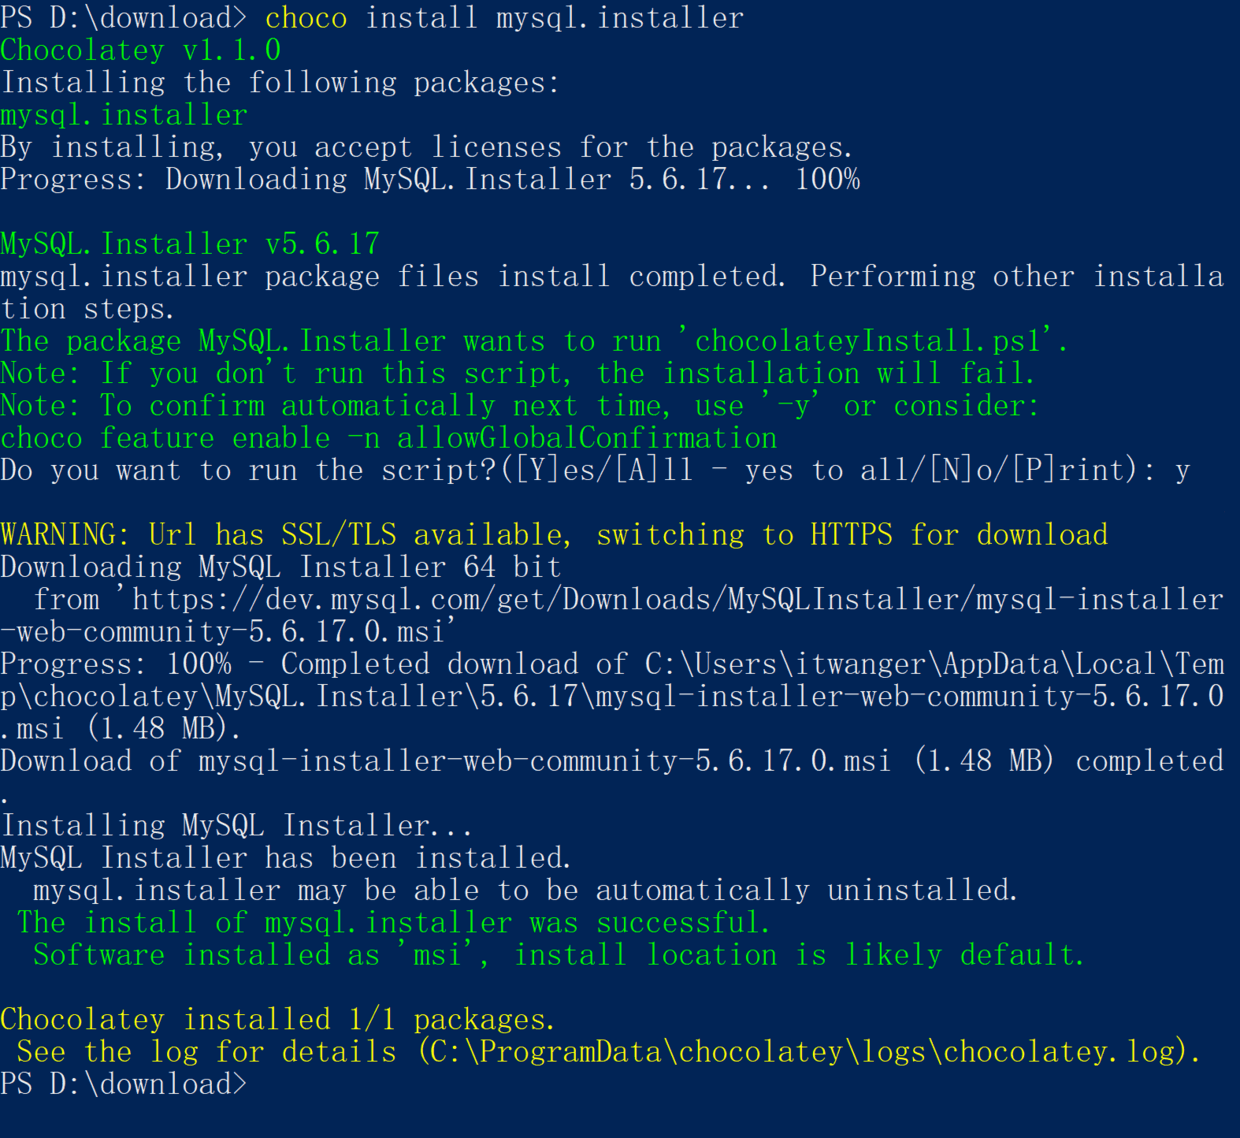 PS D:\download> choco install mysql.installer
Chocolatey v1.1.0
Installing the following packages:
mysql.installer
By installing, you accept licenses for the packages.
Progress: Downloading MySQL.Installer 5.6.17... 100%
MySQL.Installer v5.6.17
mysql.installer package files install completed. Performing other installa
tion steps.
The package MySQL.Installer wants to run 'chocolateyInstall.ps1'.
Note: If you don't run this script, the installation will fail.
Note: To confirm automatically next time, use '-y' or consider:
choco feature enable -n allowGlobalConfirmation
Do you want to run the script?([Y]es/[A]ll - yes to all/[N]o/[P]rint): y
WARNING: Url has SSL/TLS available, switching to HTTPS for download
Downloading MySQL Installer 64 bit
  from 'https://dev.mysql.com/get/Downloads/MySQLInstaller/mysql-installer
-web-community-5.6.17.0.msi'
Progress: 100% - Completed download of C:\Users\itwanger\AppData\Local\Tem
p\chocolatey\MySQL.Installer\5.6.17\mysql-installer-web-community-5.6.17.0
.msi (1.48 MB).
Download of mysql-installer-web-community-5.6.17.0.msi (1.48 MB) completed
.
Installing MySQL Installer...
MySQL Installer has been installed.
  mysql.installer may be able to be automatically uninstalled.
 The install of mysql.installer was successful.
  Software installed as 'msi', install location is likely default.
Chocolatey installed 1/1 packages.
 See the log for details (C:\ProgramData\chocolatey\logs\chocolatey.log).
PS D:\download>